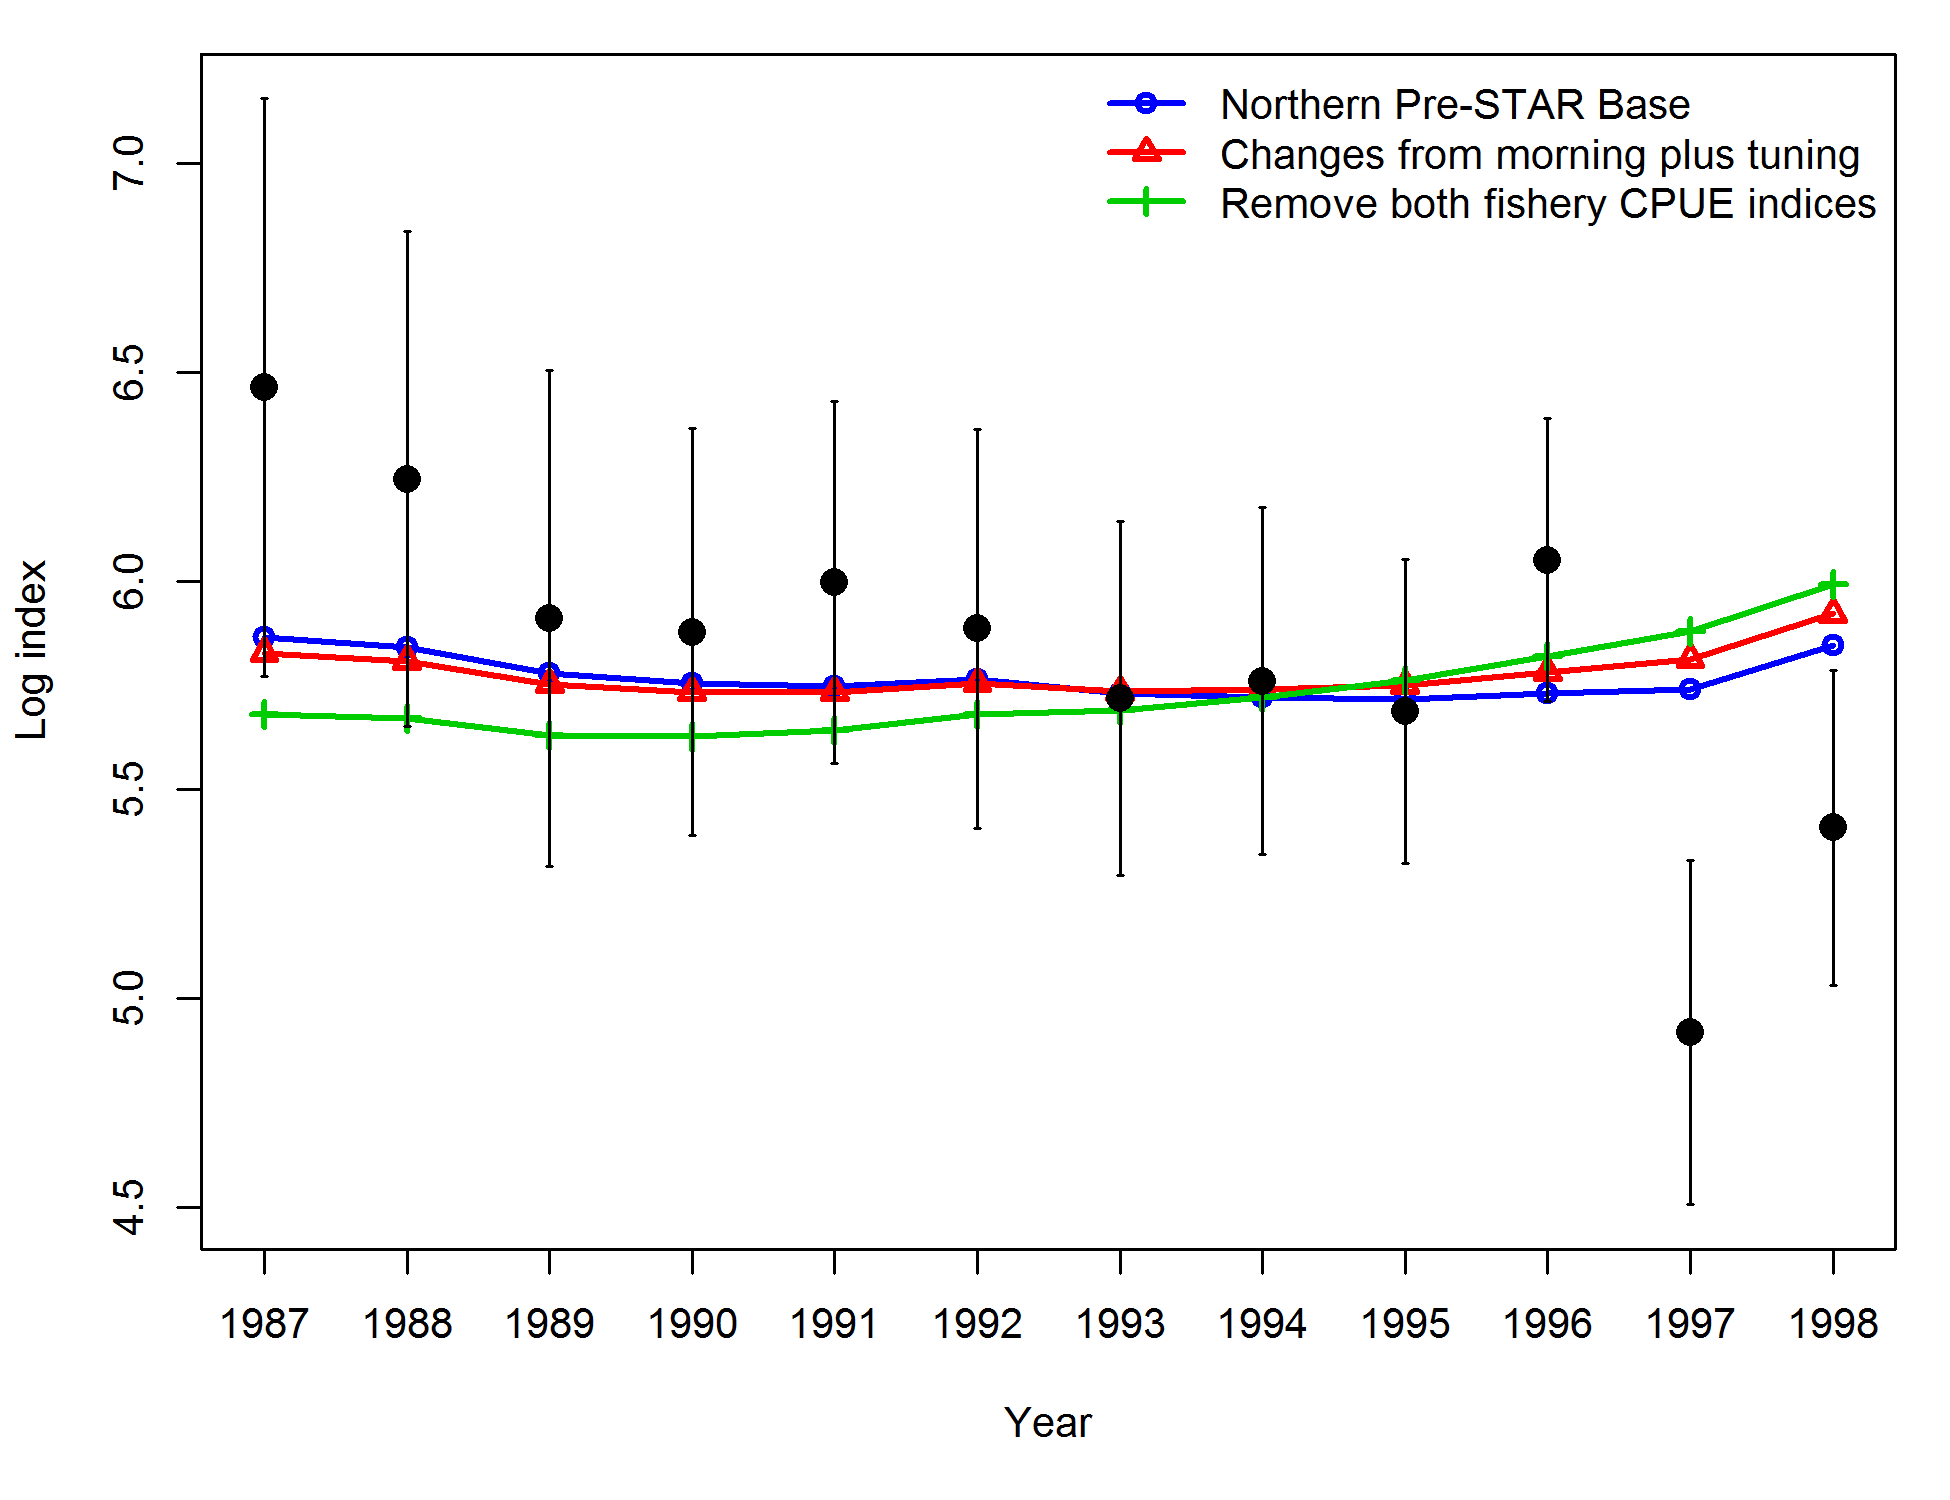 Northern Pre-STAR Base
Changes from morning plus tuning
Remove both fishery CPUE indices
7.0
6.5
6.0
5.5
5.0
4.5
Log index
1987 1988 1989 1990 1991 1992 1993 1994 1995 1996 1997 1998
Year